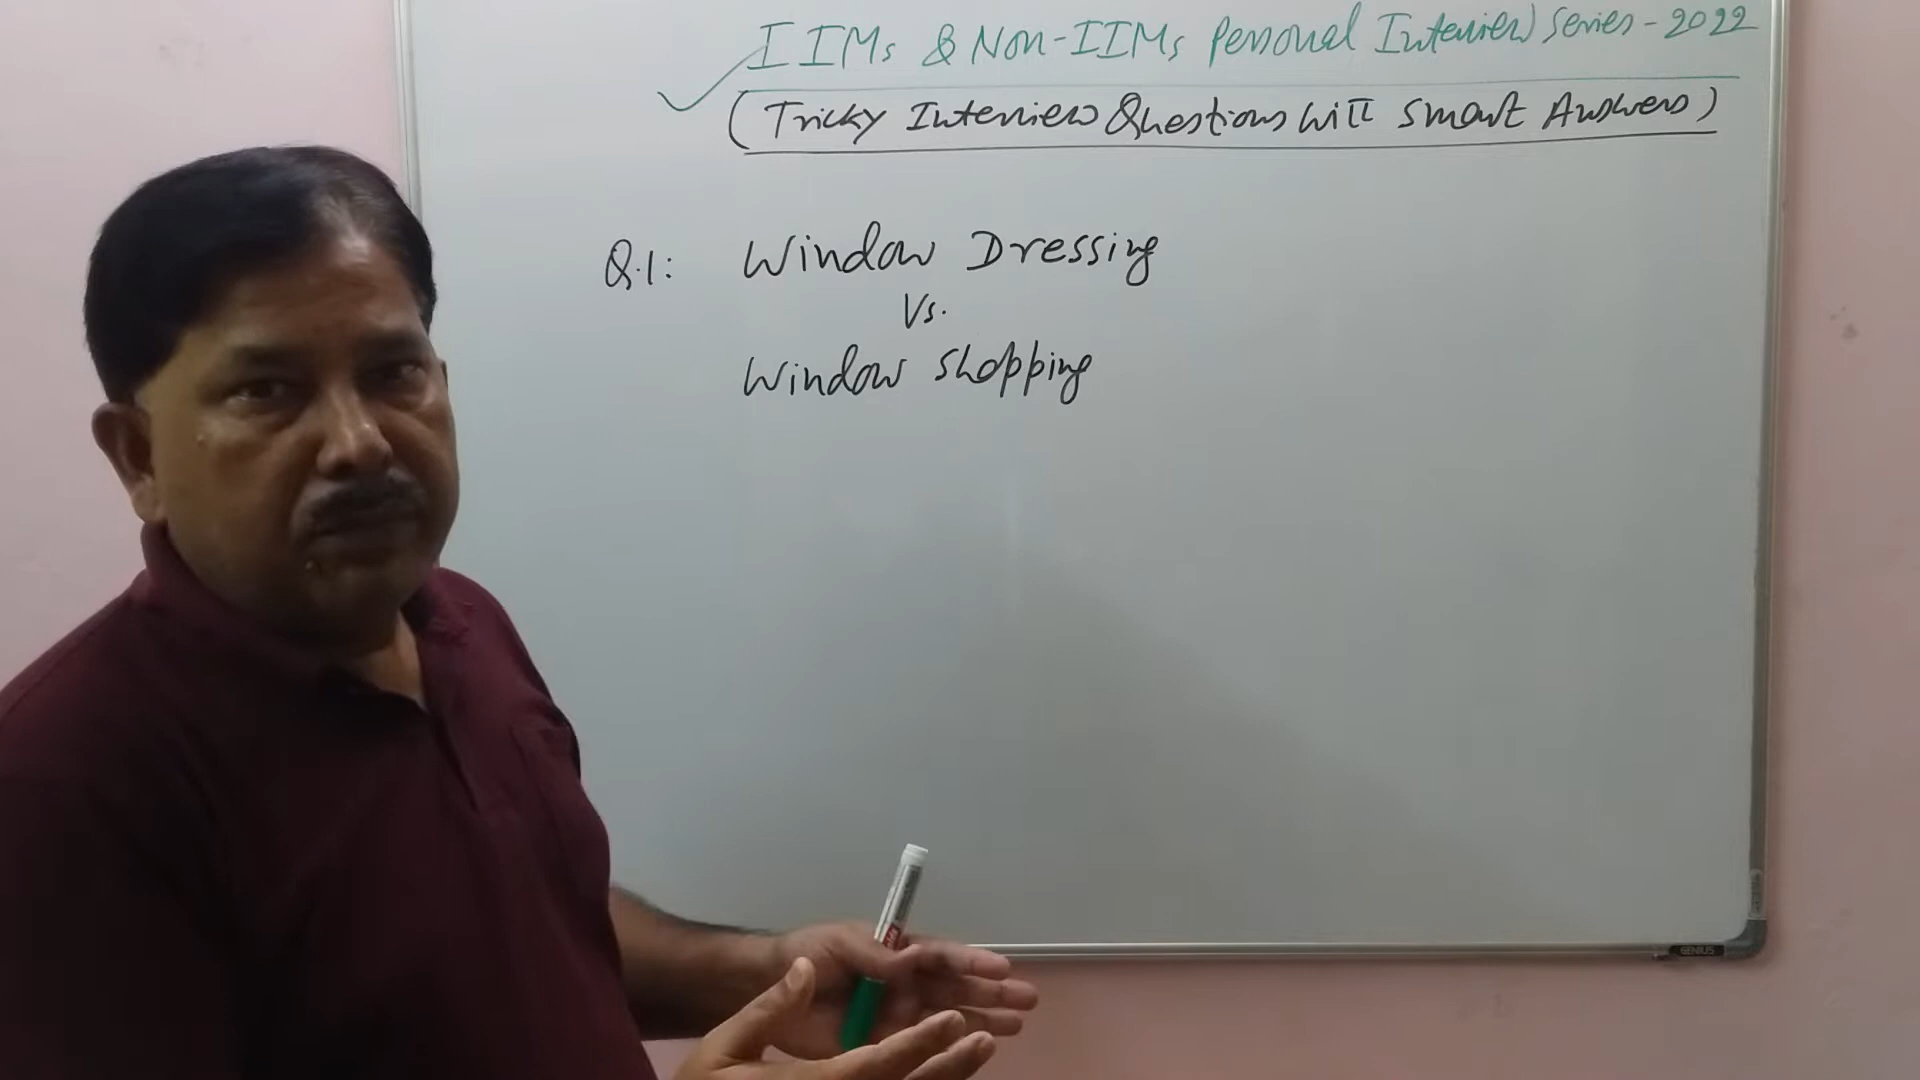 IIMs & Non-IIMs Personal Interview Series - 2022
(Tricky Interview Questions with Smart Answers)
Q.1: Window Dressing
Vs.
Window Shopping
GENIUS